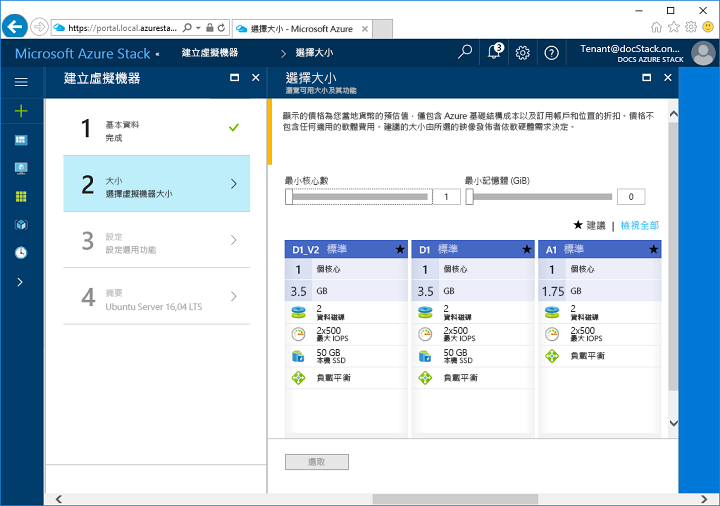 https://portal.local.azuresta...
選擇大小 - Microsoft Azure
Microsoft Azure Stack
建立虛擬機器
選擇大小
3
Tenant@docStack.on...
DOCS AZURE STACK
建立虛擬機器
1
基本資料
完成
2
大小
選擇虛擬機器大小
3
設定
設定選用功能
4
摘要
Ubuntu Server 16,04 LTS
選擇大小
瀏覽可用大小及其功能
顯示的價格為您當地貨幣的預估值，僅包含 Azure 基礎結構成本以及訂用帳戶和位置的折扣。價格不
包含任何適用的軟體費用。建議的大小由所選的映像發佈者依軟硬體需求決定。
最小核心數
1
最小記憶體 (GiB)
0
★ 建議 | 檢視全部
D1_V2 標準
1 個核心
3.5 GB
2
資料磁碟
2x500
最大 IOPS
50 GB
本機 SSD
負載平衡
D1 標準
1 個核心
3.5 GB
2
資料磁碟
2x500
最大 IOPS
50 GB
本機 SSD
負載平衡
A1 標準
1 個核心
1.75 GB
2
資料磁碟
2x500
最大 IOPS
負載平衡
選取